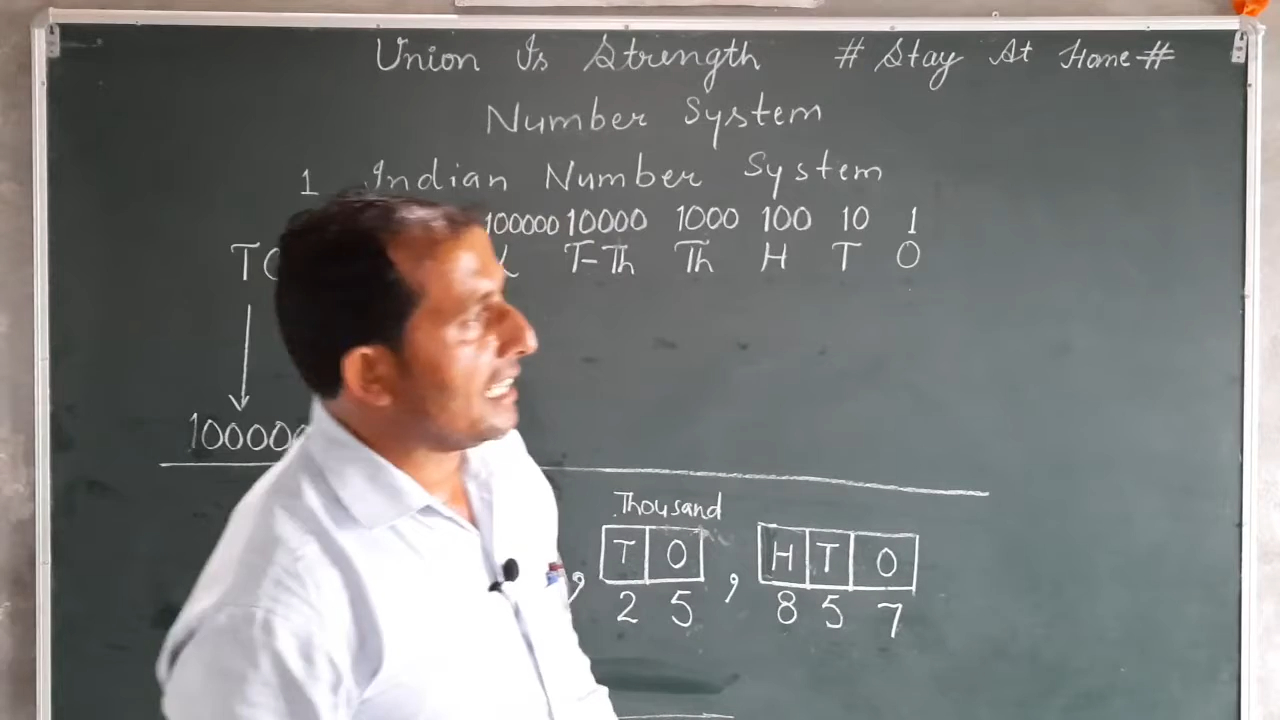 Union Is Strength # Stay At Home #
Number System
1 Indian Number System
100000 10000 1000 100 10 1
T-Th Th H T O
Thousand
T O , H T O
, 2 5 8 5 7